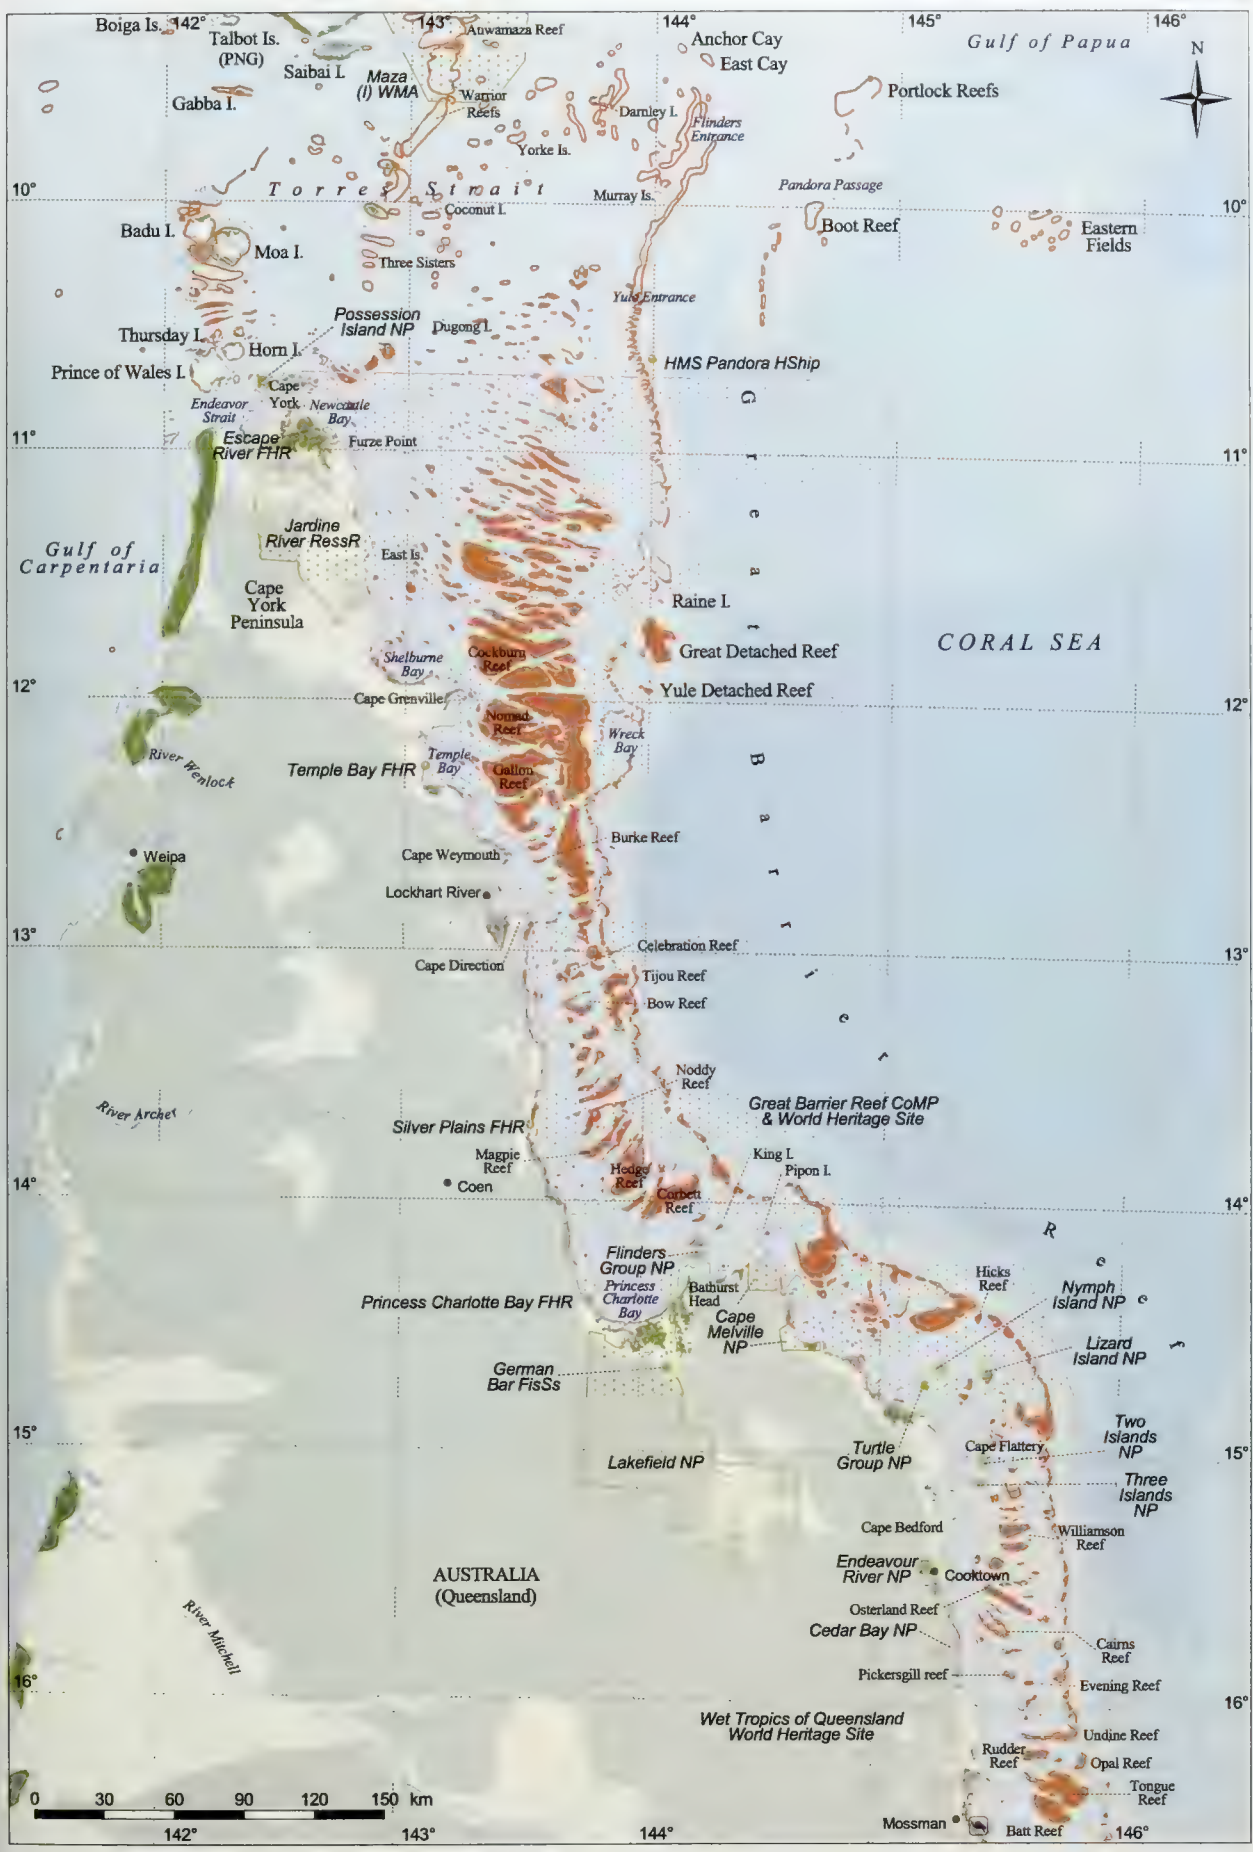 142°
143°
144°
145°
146°
Boiga Is.
Talbot Is.
(PNG)
Saibai I.
Gabba I.
Auwamaza Reef
Maza
(I) WMA
Warrior
Reefs
Anchor Cay
East Cay
Gulf of Papua
N
Portlock Reefs
Darnley I.
Flinders
Entrance
Yorke Is.
Torres Strait
10°
10°
Murray Is.
Pandora Passage
Coconut I.
Boot Reef
Eastern
Fields
Badu I.
Moa I.
Three Sisters
Yule Entrance
Possession
Island NP
Dugong I.
Thursday I.
Horn I.
Prince of Wales I.
HMS Pandora HShip
Cape
York
Endeavor
Strait
Newcastle
Bay
11°
11°
Escape
River FHR
Furze Point
Jardine
River RessR
East Is.
Gulf of
Carpentaria
Cape
York
Peninsula
Raine I.
Great Detached Reef
CORAL SEA
Shelburne
Bay
Cockburn
Reef
Yule Detached Reef
12°
12°
Cape Grenville
Nomad
Reef
Wreck
Bay
River Wenlock
Temple Bay FHR
Temple
Bay
Gallon
Reef
Burke Reef
Weipa
Cape Weymouth
Lockhart River
13°
13°
Cape Direction
Celebration Reef
Tijou Reef
Bow Reef
Great Barrier Reef
Noddy
Reef
River Archer
Great Barrier Reef CoMP
& World Heritage Site
Silver Plains FHR
Magpie
Reef
King I.
Pipon I.
Hedge
Reef
Corbett
Reef
14°
14°
Coen
Flinders
Group NP
Princess
Charlotte
Bay
Bathurst
Head
Hicks
Reef
Nymph
Island NP
Princess Charlotte Bay FHR
Cape
Melville
NP
Lizard
Island NP
German
Bar FisSs
15°
15°
Lakefield NP
Turtle
Group NP
Cape Flattery
Two
Islands
NP
Three
Islands
NP
Cape Bedford
Williamson
Reef
Endeavour
River NP
Cooktown
AUSTRALIA
(Queensland)
Osterland Reef
Cedar Bay NP
Cairns
Reef
River Mitchell
Pickersgill reef
Evening Reef
16°
16°
Wet Tropics of Queensland
World Heritage Site
Undine Reef
Rudder
Reef
Opal Reef
Tongue
Reef
0 30 60 90 120 150 km
Mossman
Batt Reef
142°
143°
144°
146°